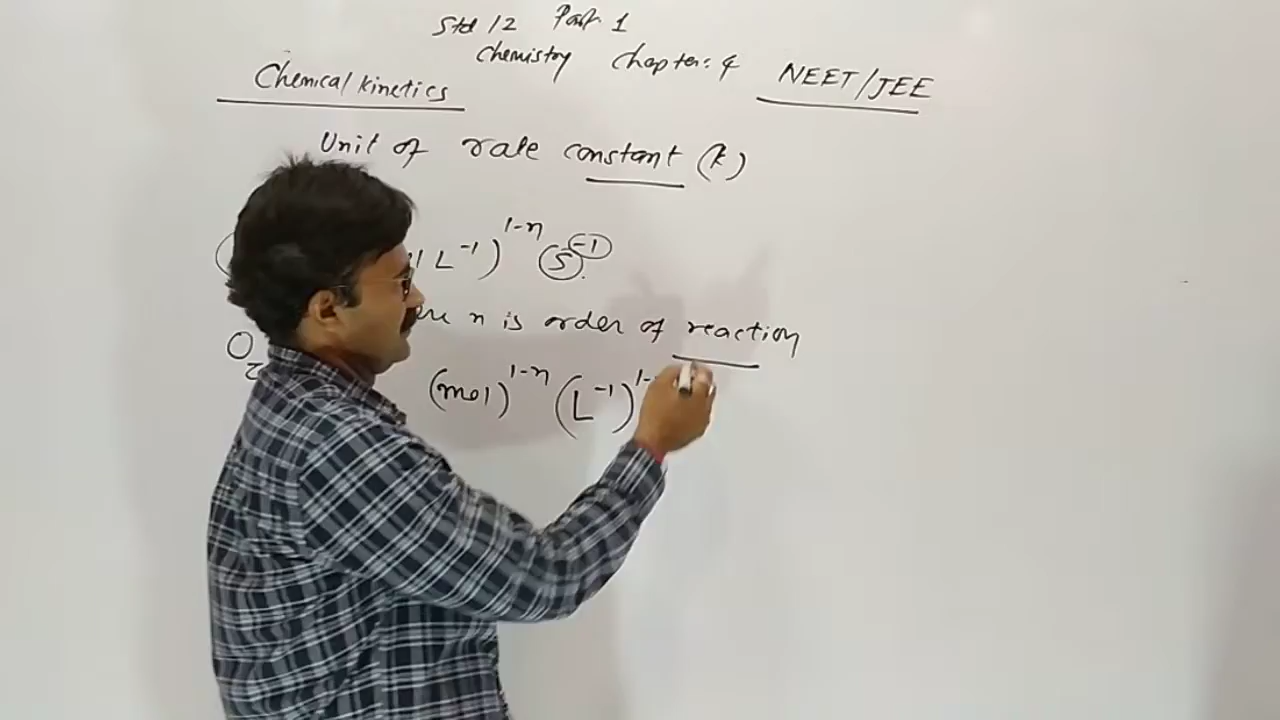 Std 12 Part 1
Chemistry Chapter: 4 NEET/JEE
Chemical kinetics
Unit of rate constant (k)
L⁻¹)¹⁻ⁿ S⁻¹.
n is order of reaction
O₂
(mol)¹⁻ⁿ (L⁻¹)¹⁻